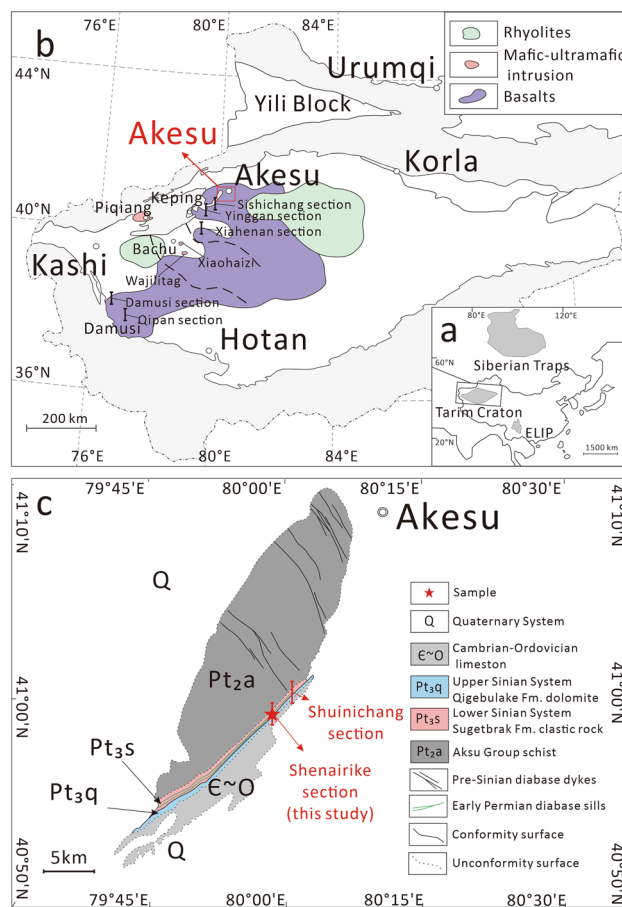 b
76°E
80°E
84°E
44°N
40°N
36°N
Rhyolites
Mafic-ultramafic
intrusion
Basalts
Urumqi
Yili Block
Akesu
Korla
Akesu
Keping
Piqiang
Sishichang section
Yinggan section
Xiahenan section
Bachu
Kashi
Xiaohaizi
Wajilitag
Damusi section
Qipan section
Damusi
Hotan
200 km
76°E
80°E
84°E
a
80°E
120°E
60°N
20°N
Siberian Traps
Tarim Craton
ELIP
1500 km
c
79°45'E
80°00'E
80°15'E
80°30'E
41°10'N
41°00'N
40°50'N
41°10'N
41°00'N
40°50'N
Akesu
Q
Pt₂a
Shuinichang
section
Pt₃s
Shenairike
section
(this study)
Pt₃q
Є~O
Q
5km
79°45'E
80°00'E
80°15'E
80°30'E
Sample
Q Quaternary System
Є~O Cambrian-Ordovician
limeston
Pt₃q Upper Sinian System
Qigebulake Fm. dolomite
Pt₃s Lower Sinian System
Sugetbrak Fm. clastic rock
Pt₂a Aksu Group schist
Pre-Sinian diabase dykes
Early Permian diabase sills
Conformity surface
Unconformity surface